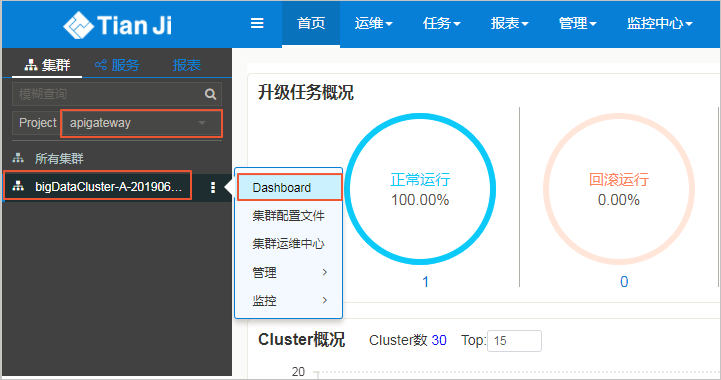 Tian Ji
首页 运维 任务 报表 管理 监控中心
集群 服务 报表
模糊查询
Project apigateway
所有集群
bigDataCluster-A-201906...
Dashboard
集群配置文件
集群运维中心
管理
监控
升级任务概况
正常运行
100.00%
1
回滚运行
0.00%
0
Cluster概况 Cluster数 30 Top: 15
20